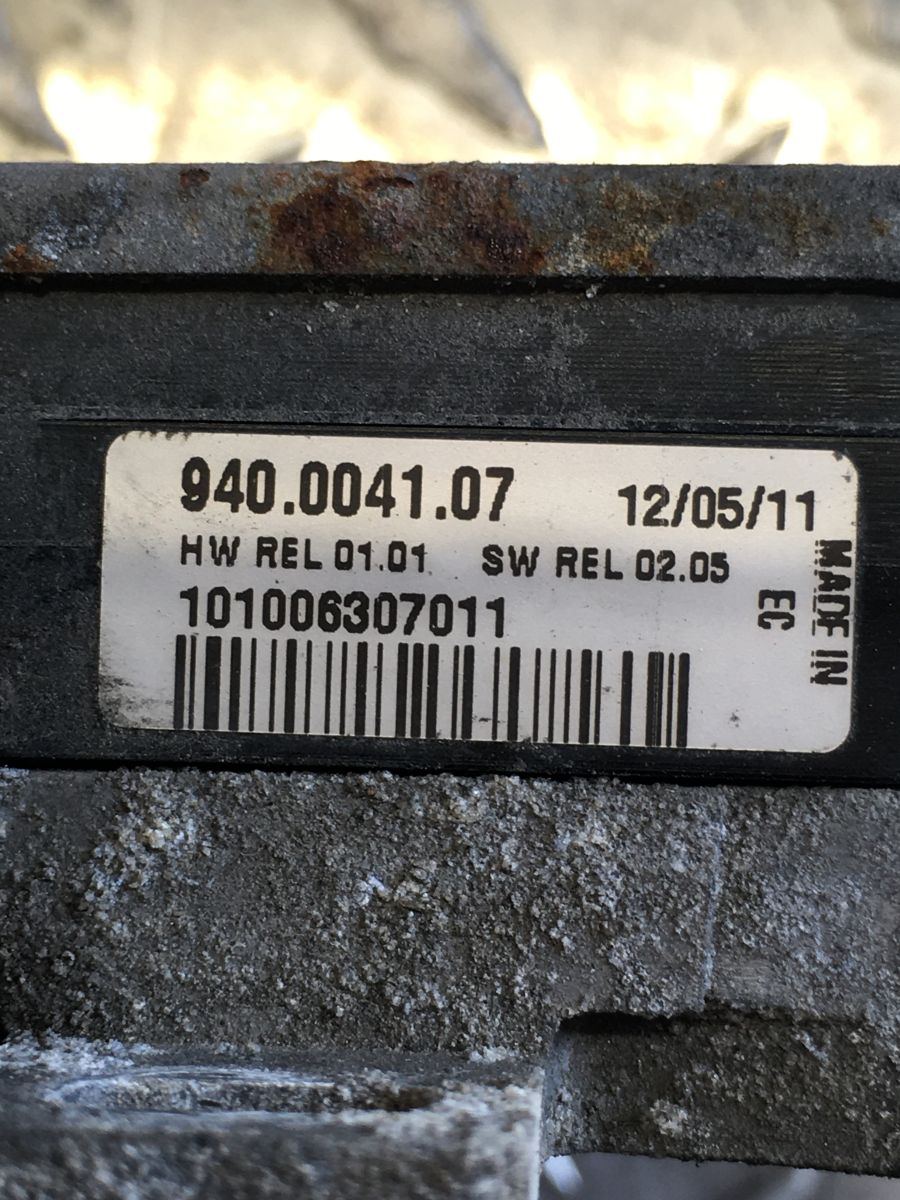 940.0041.07 12/05/11
HW REL 01.01 SW REL 02.05
101006307011
MADE IN
EC